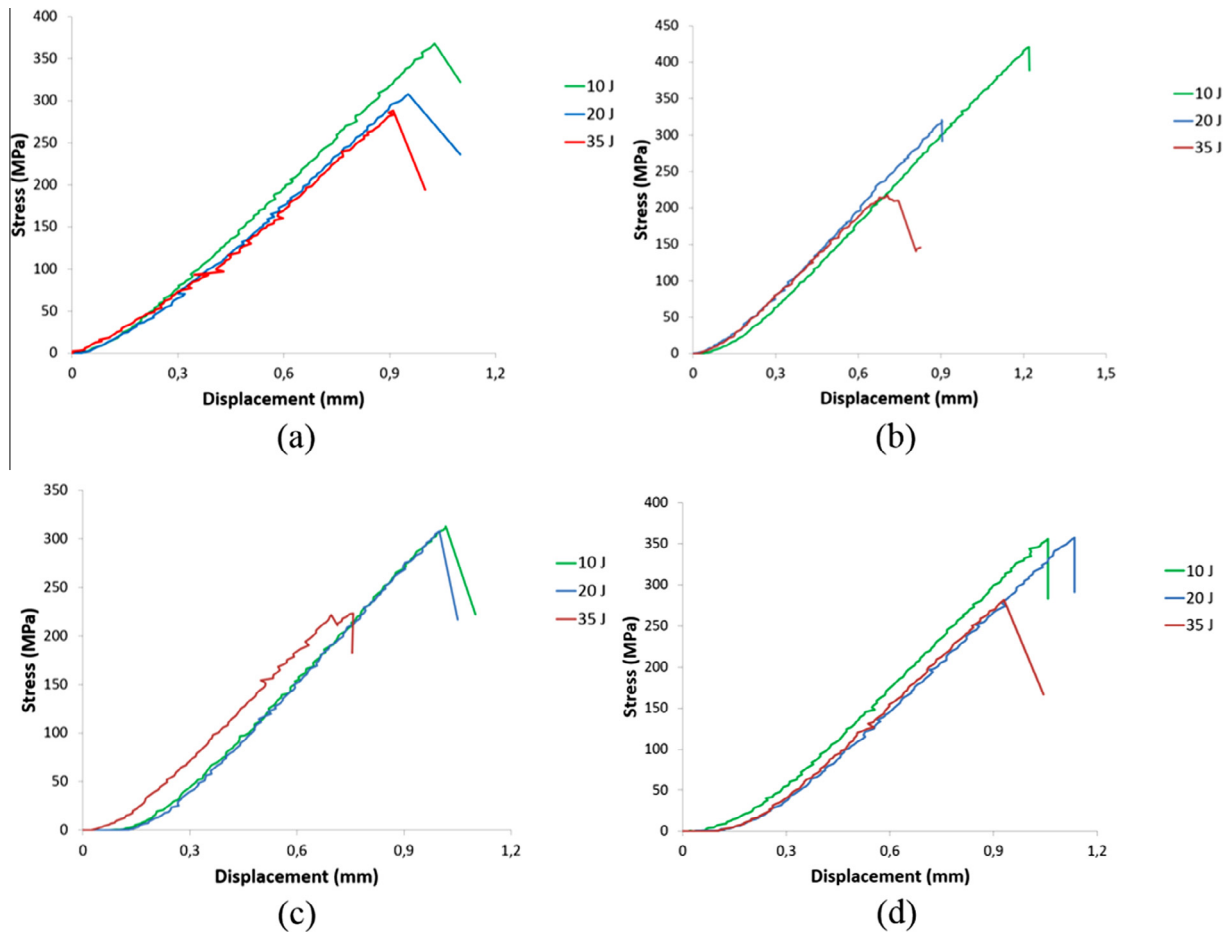 400
350
300
250
200
150
100
50
0
Stress (MPa)
0 0,3 0,6 0,9 1,2
Displacement (mm)
10 J
20 J
35 J
(a)
450
400
350
300
250
200
150
100
50
0
Stress (MPa)
0 0,3 0,6 0,9 1,2 1,5
Displacement (mm)
10 J
20 J
35 J
(b)
350
300
250
200
150
100
50
0
Stress (MPa)
0 0,3 0,6 0,9 1,2
Displacement (mm)
10 J
20 J
35 J
(c)
400
350
300
250
200
150
100
50
0
Stress (MPa)
0 0,3 0,6 0,9 1,2
Displacement (mm)
10 J
20 J
35 J
(d)